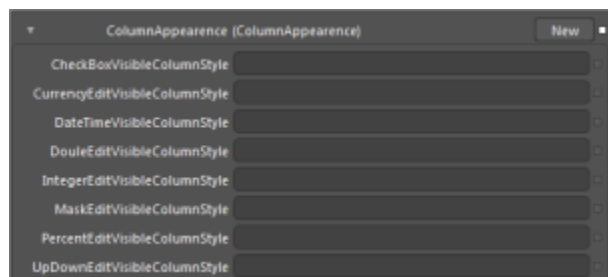 ColumnAppearence (ColumnAppearence) New
CheckBoxVisibleColumnStyle
CurrencyEditVisibleColumnStyle
DateTimeVisibleColumnStyle
DouleEditVisibleColumnStyle
IntegerEditVisibleColumnStyle
MaskEditVisibleColumnStyle
PercentEditVisibleColumnStyle
UpDownEditVisibleColumnStyle